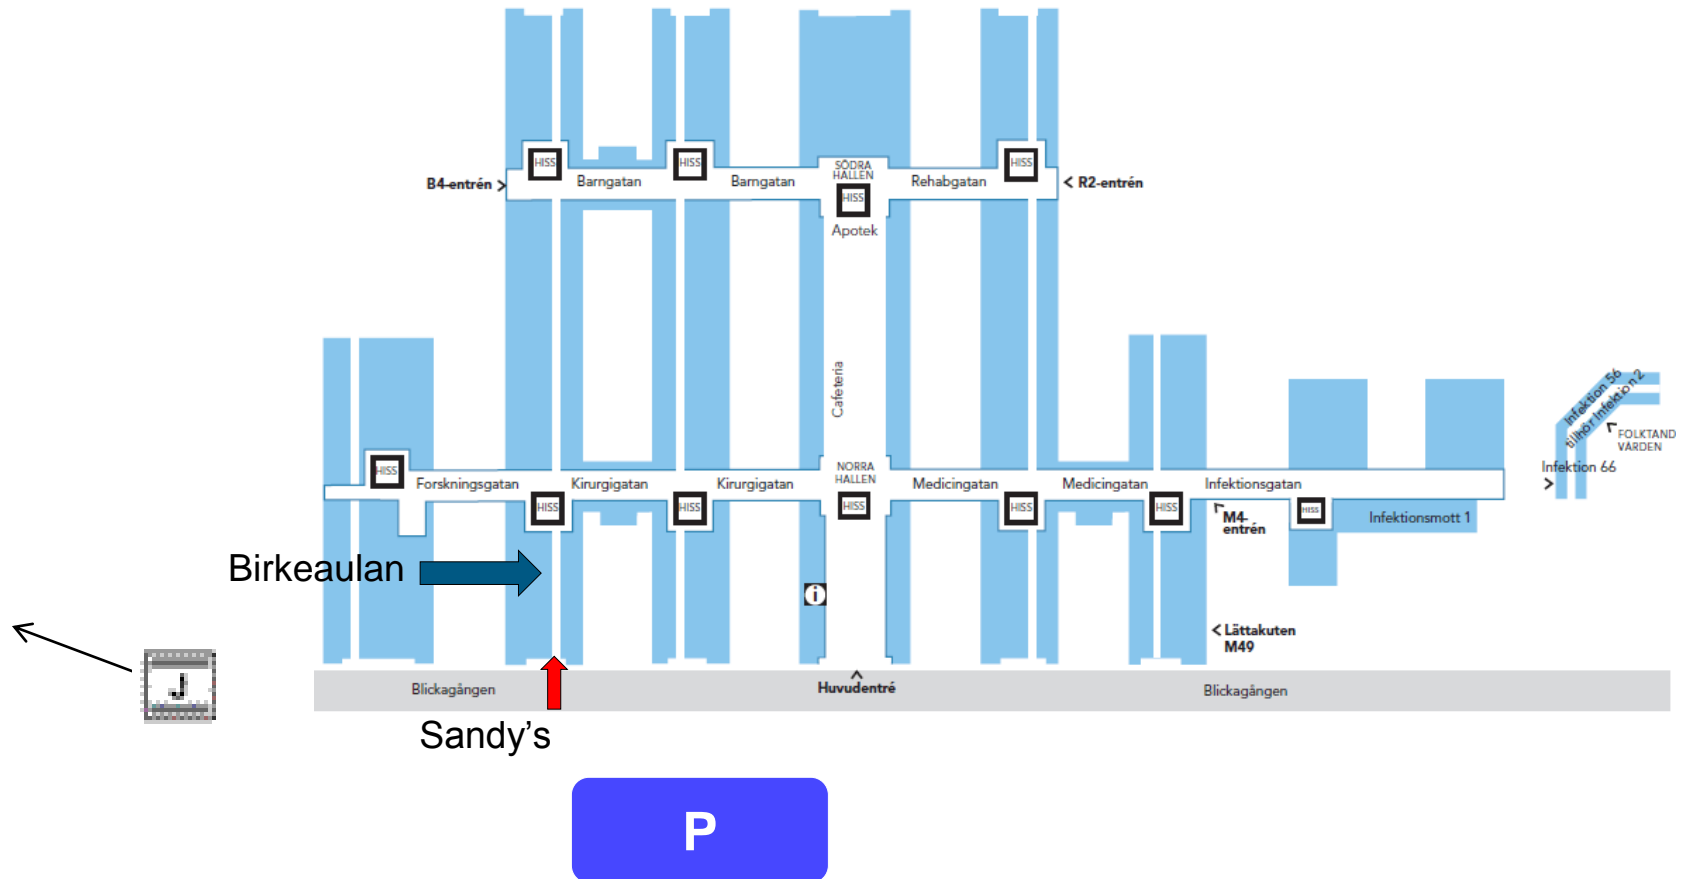 HISS
HISS
SÖDRA
HALLEN
HISS
B4-entrén
Barngatan
Barngatan
HISS
Rehabgatan
R2-entrén
Apotek
Cafeteria
Infektion 56
tillhör Infektion 2
FOLKTAND
VÅRDEN
Infektion 66
HISS
Forskningsgatan
Kirurgigatan
Kirurgigatan
NORRA
HALLEN
Medicingatan
Medicingatan
Infektionsgatan
HISS
HISS
HISS
HISS
HISS
HISS
M4-
entrén
Infektionsmott 1
Birkeaulan
i
Lättakuten
M49
J
Blickagången
Huvudentré
Blickagången
Sandy's
P